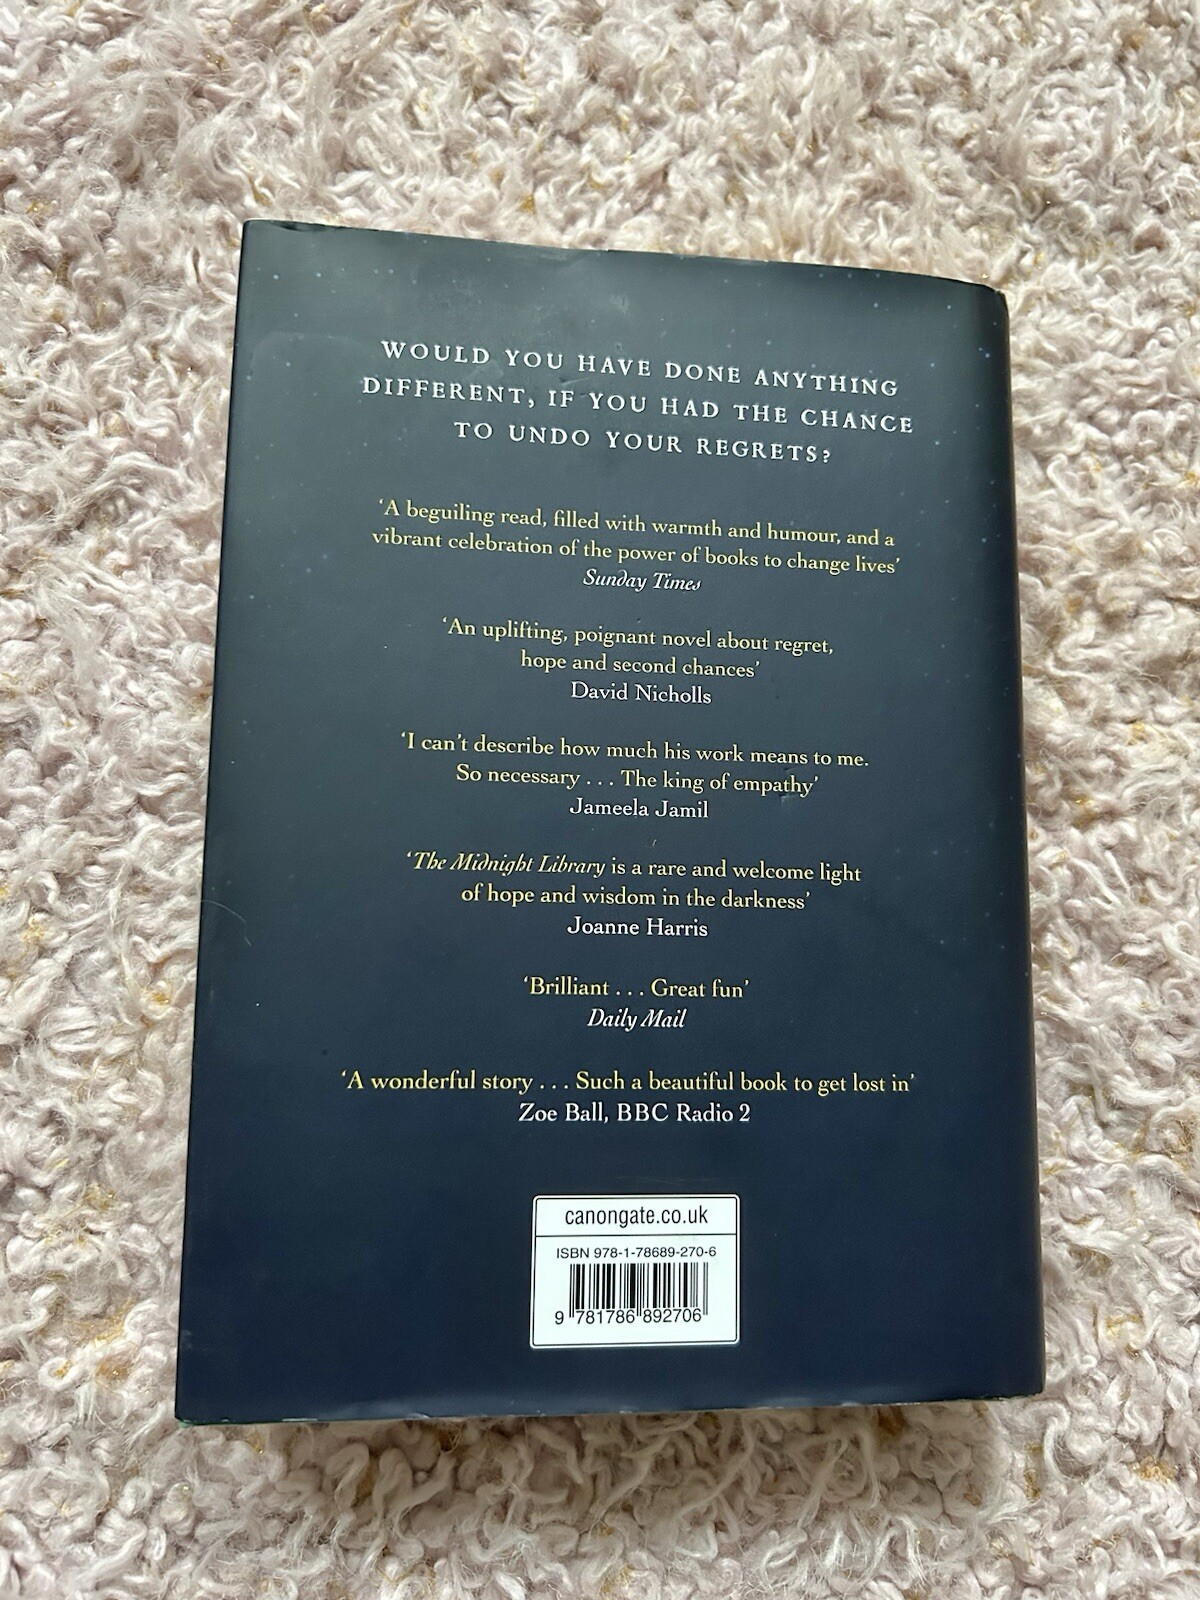 WOULD YOU HAVE DONE ANYTHING
DIFFERENT, IF YOU HAD THE CHANCE
TO UNDO YOUR REGRETS?
‘A beguiling read, filled with warmth and humour, and a
vibrant celebration of the power of books to change lives’
Sunday Times
‘An uplifting, poignant novel about regret,
hope and second chances’
David Nicholls
‘I can’t describe how much his work means to me.
So necessary . . . The king of empathy’
Jameela Jamil
‘The Midnight Library is a rare and welcome light
of hope and wisdom in the darkness’
Joanne Harris
‘Brilliant . . . Great fun’
Daily Mail
‘A wonderful story . . . Such a beautiful book to get lost in’
Zoe Ball, BBC Radio 2
canongate.co.uk
ISBN 978-1-78689-270-6
9 781786 892706